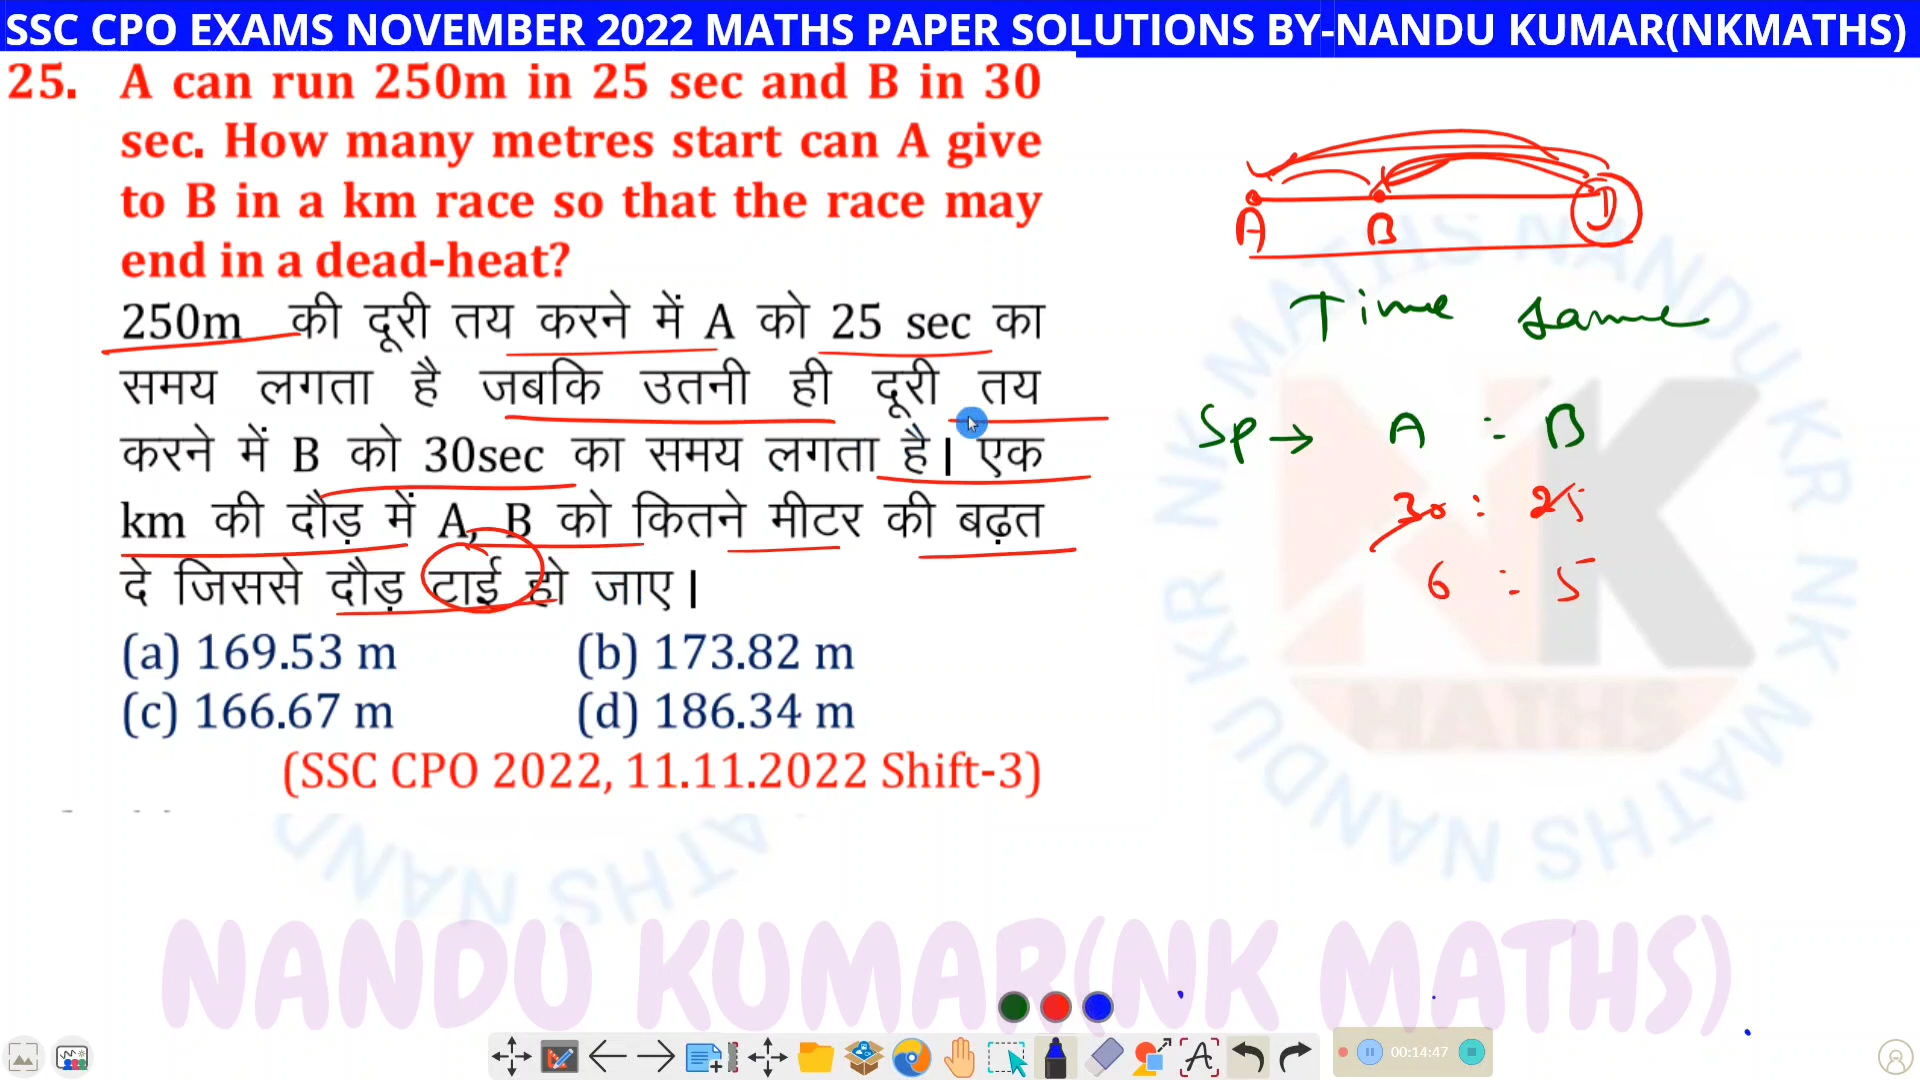 SSC CPO EXAMS NOVEMBER 2022 MATHS PAPER SOLUTIONS BY-NANDU KUMAR(NKMATHS)
25. A can run 250m in 25 sec and B in 30
sec. How many metres start can A give
to B in a km race so that the race may
end in a dead-heat?
250m की दूरी तय करने में A को 25 sec का
समय लगता है जबकि उतनी ही दूरी तय
करने में B को 30sec का समय लगता है। एक
km की दौड़ में A, B को कितने मीटर की बढ़त
दे जिससे दौड़ टाई हो जाए।
(a) 169.53 m (b) 173.82 m
(c) 166.67 m (d) 186.34 m
(SSC CPO 2022, 11.11.2022 Shift-3)
A B D
Time same
Sp → A : B
30 : 25
6 : 5
NK
MATHS
NANDU KUMAR(NK MATHS)
00:14:47